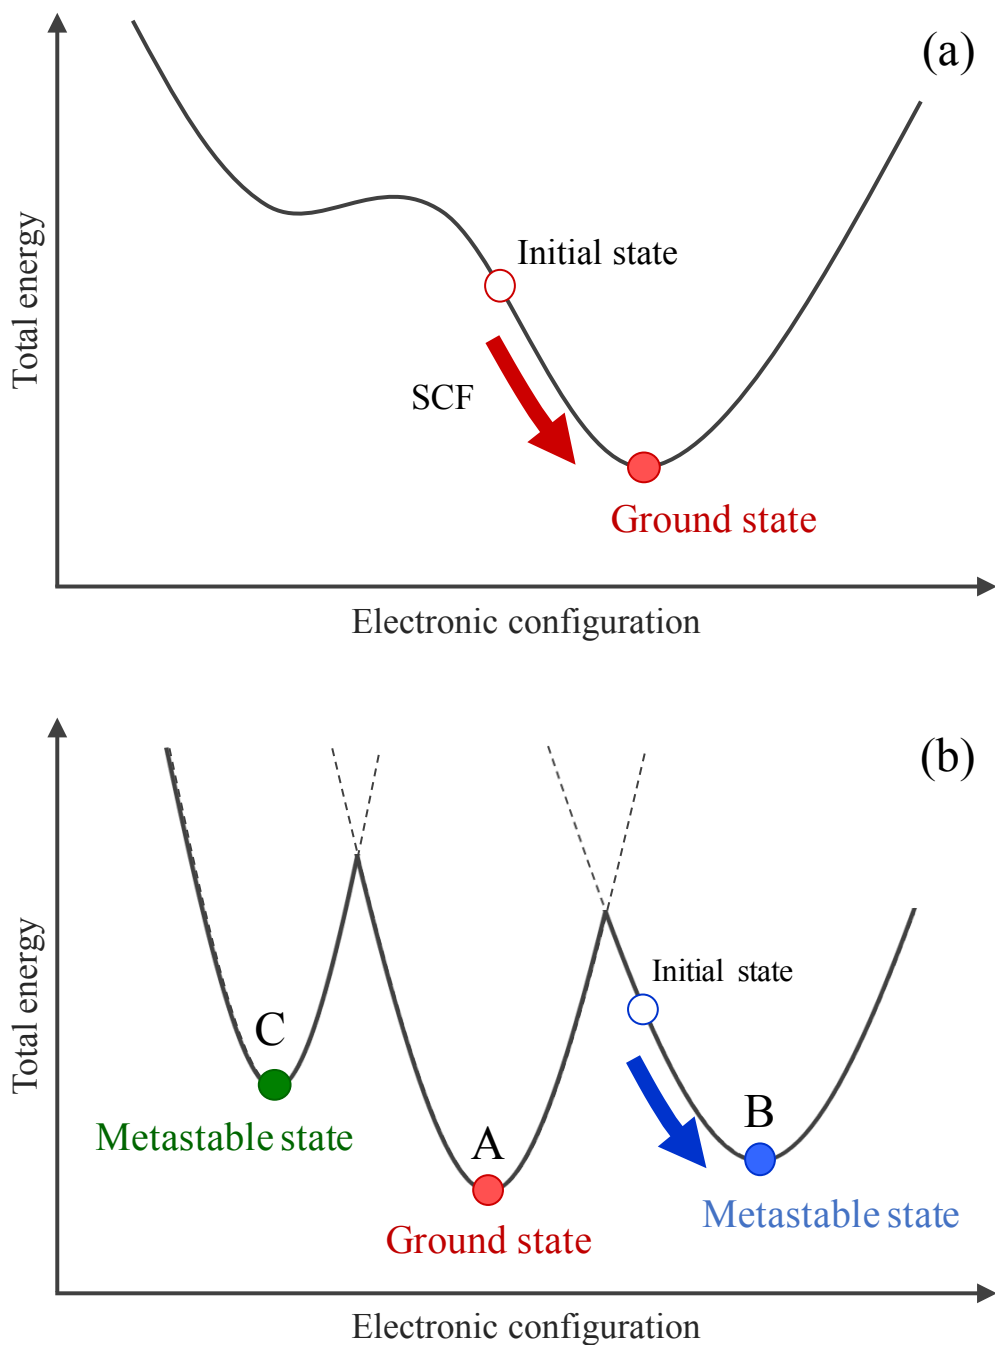 (a)
Total energy
Initial state
SCF
Ground state
Electronic configuration
(b)
Total energy
Initial state
C
Metastable state
A
Ground state
B
Metastable state
Electronic configuration